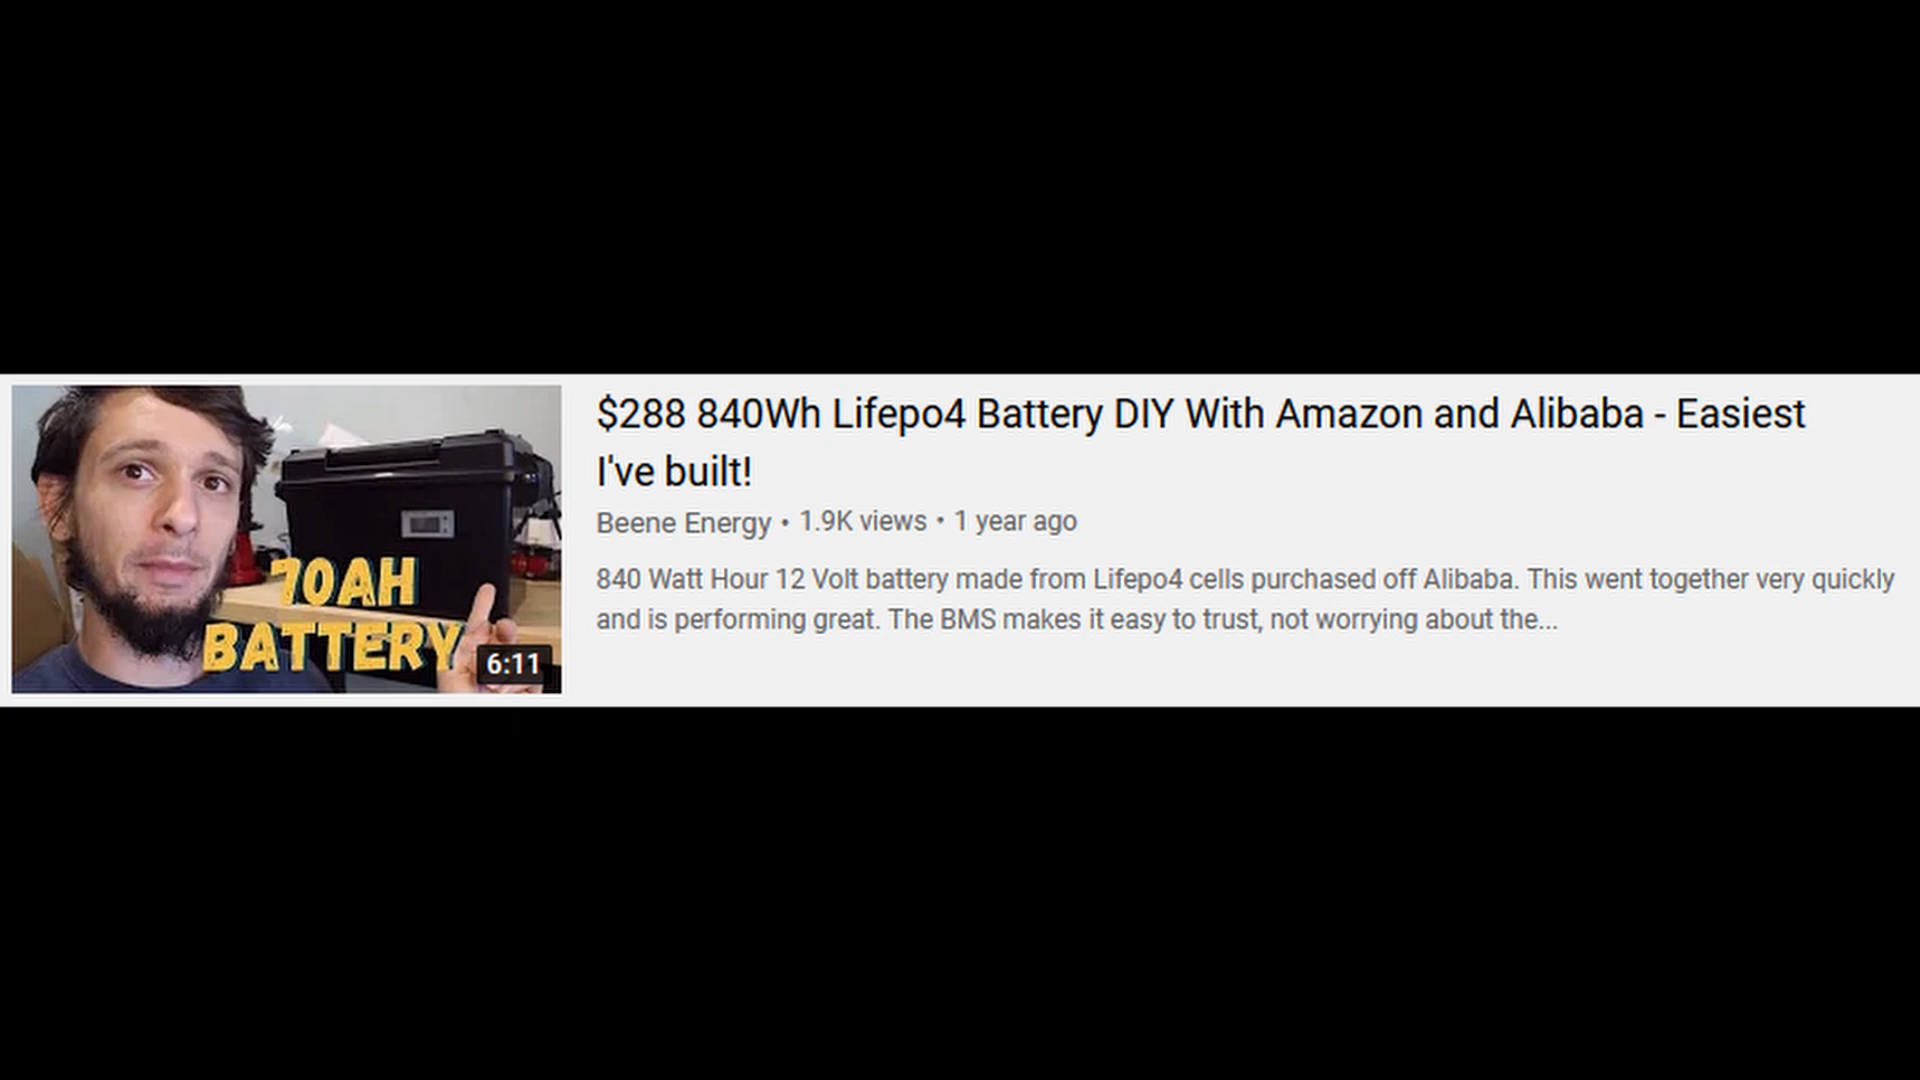 $288 840Wh Lifepo4 Battery DIY With Amazon and Alibaba - Easiest
I've built!
Beene Energy • 1.9K views • 1 year ago
840 Watt Hour 12 Volt battery made from Lifepo4 cells purchased off Alibaba. This went together very quickly
and is performing great. The BMS makes it easy to trust, not worrying about the...
70AH
BATTERY
6:11